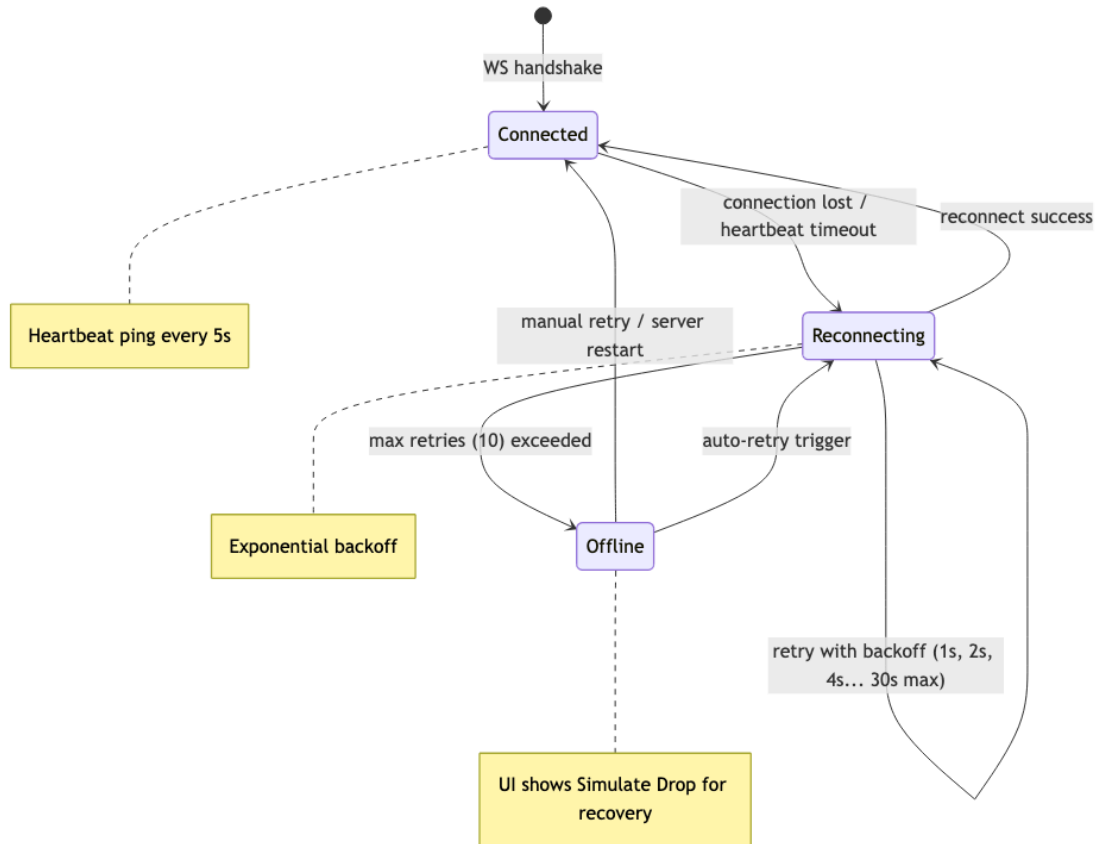 WS handshake
Connected
connection lost /
heartbeat timeout
reconnect success
Heartbeat ping every 5s
manual retry / server
restart
Reconnecting
max retries (10) exceeded
auto-retry trigger
Exponential backoff
Offline
retry with backoff (1s, 2s,
4s... 30s max)
UI shows Simulate Drop for
recovery